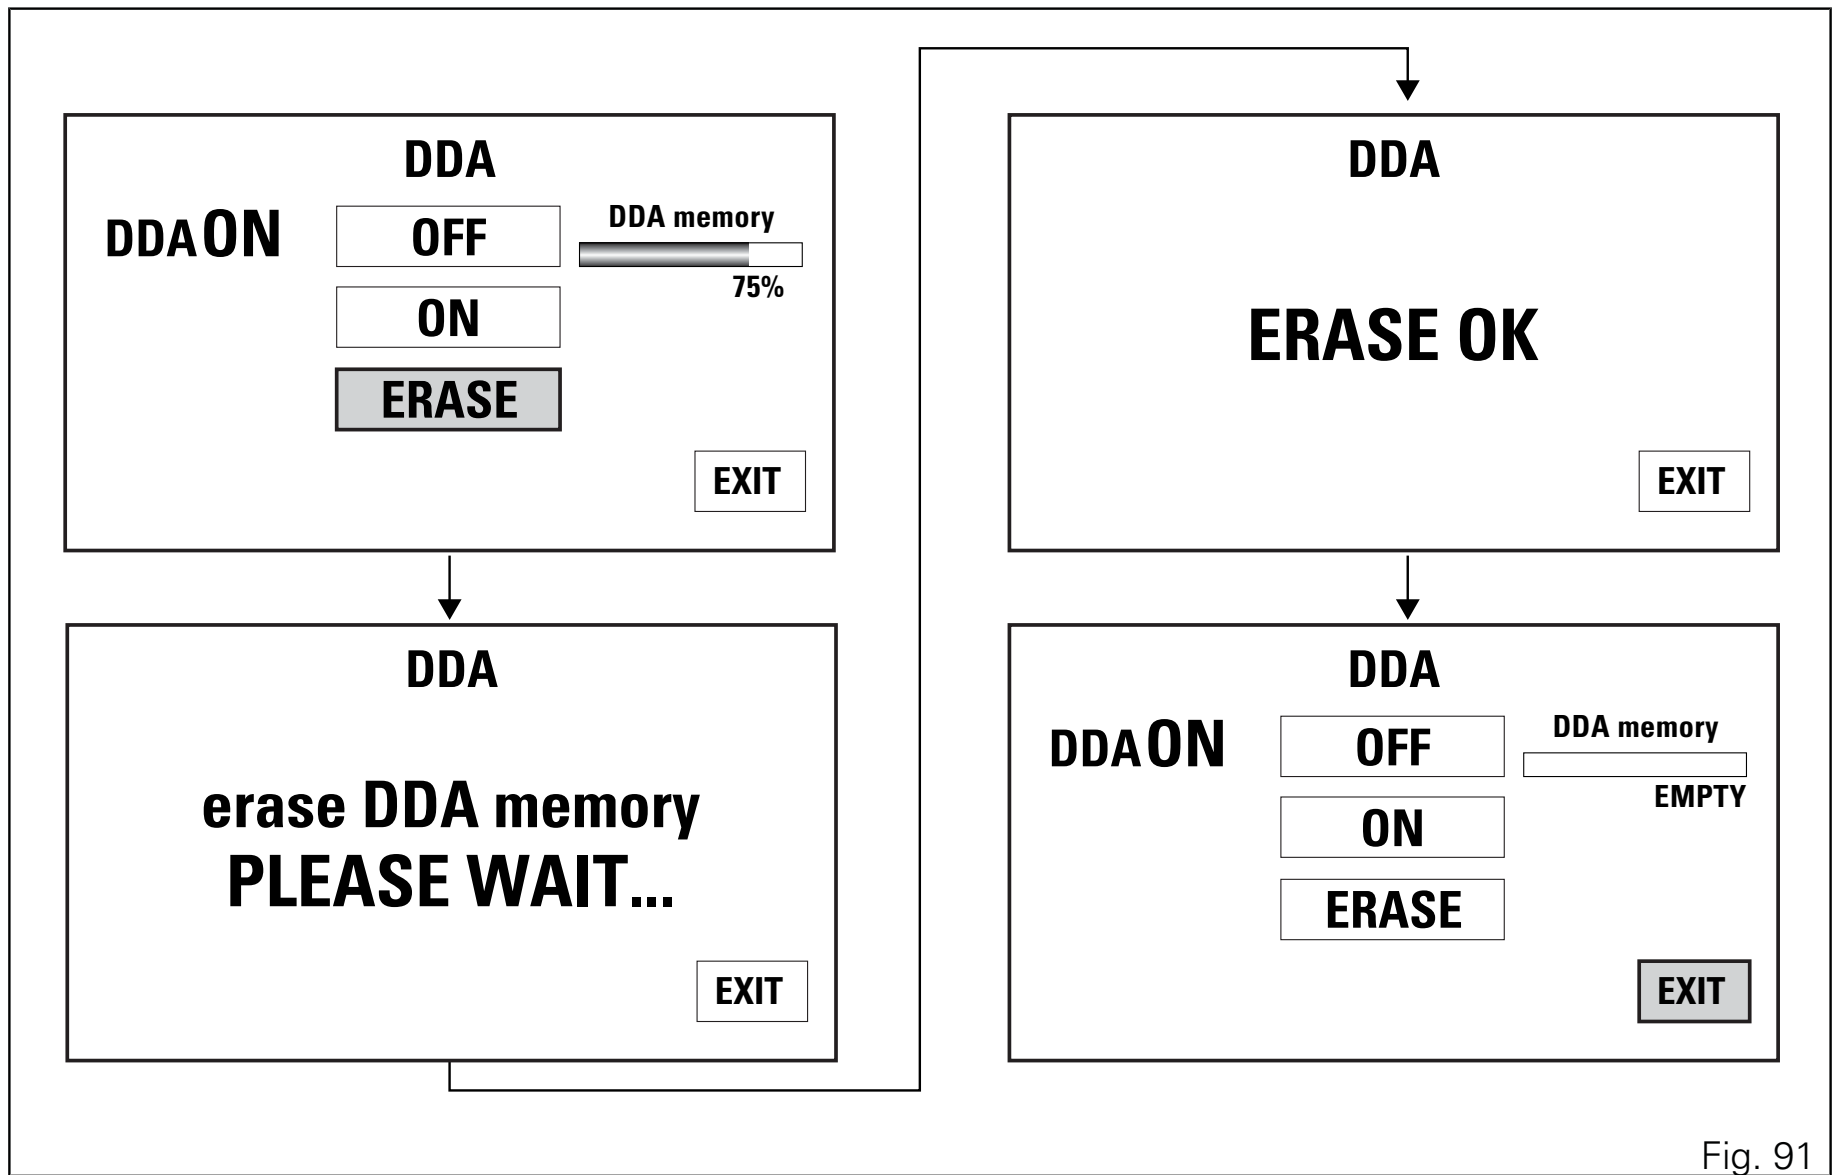 DDA
DDA ON
OFF
DDA memory
75%
ON
ERASE
EXIT
DDA
erase DDA memory
PLEASE WAIT...
EXIT
DDA
ERASE OK
EXIT
DDA
DDA ON
OFF
DDA memory
EMPTY
ON
ERASE
EXIT
Fig. 91